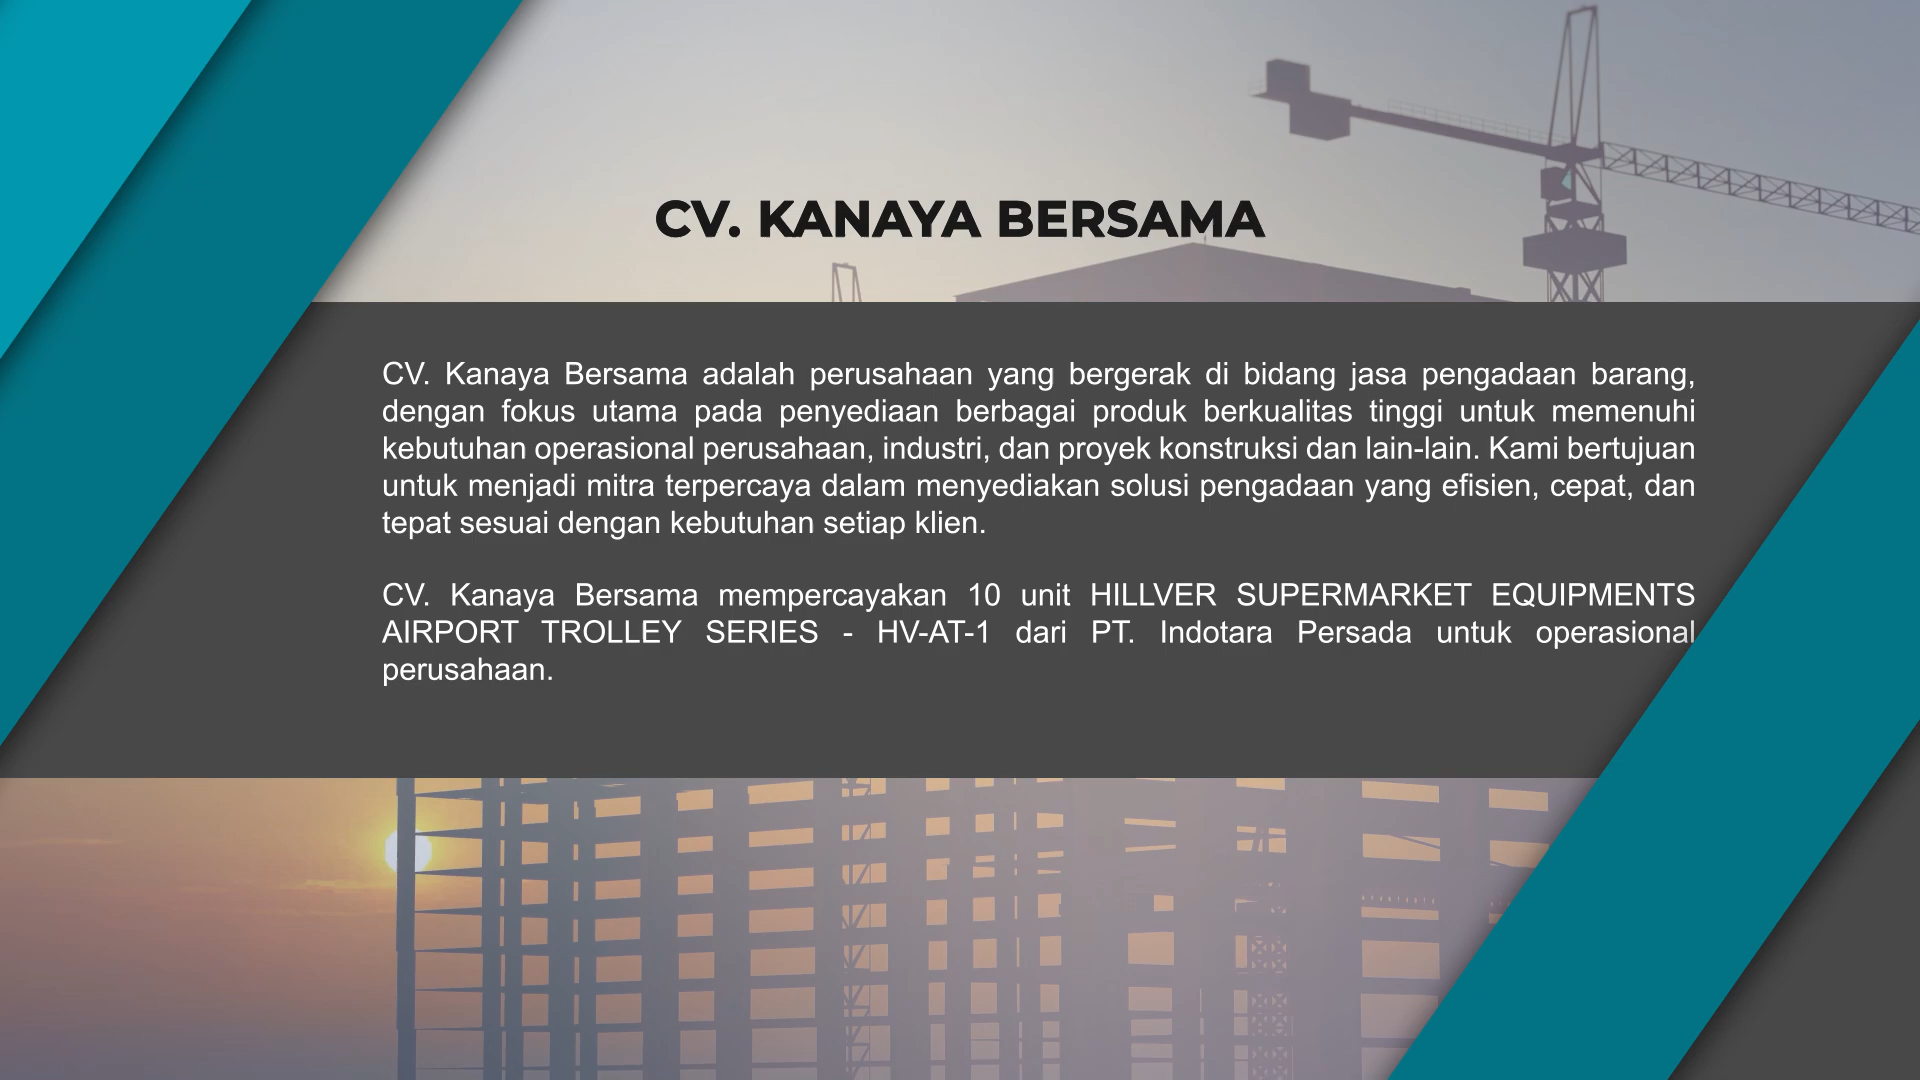 CV. KANAYA BERSAMA
CV. Kanaya Bersama adalah perusahaan yang bergerak di bidang jasa pengadaan barang,
dengan fokus utama pada penyediaan berbagai produk berkualitas tinggi untuk memenuhi
kebutuhan operasional perusahaan, industri, dan proyek konstruksi dan lain-lain. Kami bertujuan
untuk menjadi mitra terpercaya dalam menyediakan solusi pengadaan yang efisien, cepat, dan
tepat sesuai dengan kebutuhan setiap klien.
CV. Kanaya Bersama mempercayakan 10 unit HILLVER SUPERMARKET EQUIPMENTS
AIRPORT TROLLEY SERIES - HV-AT-1 dari PT. Indotara Persada untuk operasional
perusahaan.